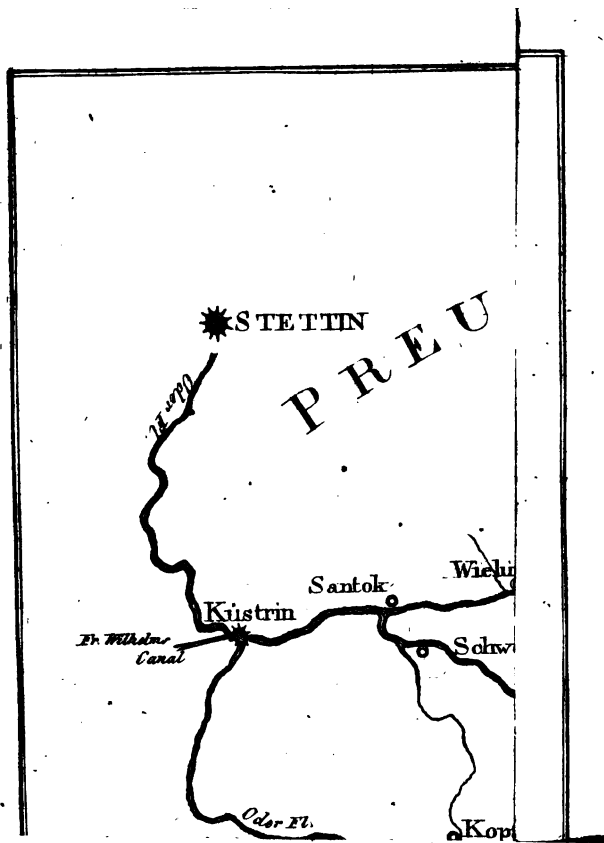 STETTIN
PREU
Oder Fl.
Wielu
Santok
Küstrin
Fr. Wilhelms
Canal
Schw
Oder Fl.
Kop